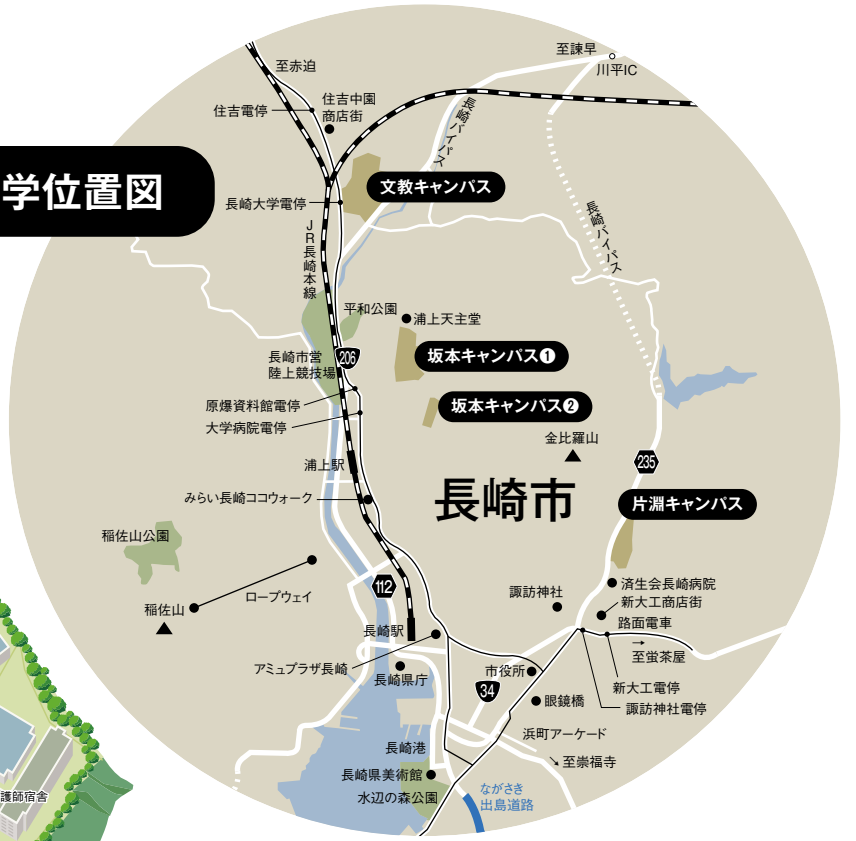 至諫早
川平IC
至赤迫
住吉中園
商店街
住吉電停
長崎バイパス
学位置図
文教キャンパス
長崎大学電停
長崎バイパス
JR長崎本線
平和公園
浦上天主堂
長崎市営
陸上競技場
206
坂本キャンパス❶
原爆資料館電停
坂本キャンパス❷
大学病院電停
金比羅山
浦上駅
235
みらい長崎ココウォーク
長崎市
片淵キャンパス
稲佐山公園
ロープウェイ
112
諏訪神社
済生会長崎病院
新大工商店街
稲佐山
路面電車
→
至蛍茶屋
長崎駅
アミュプラザ長崎
長崎県庁
市役所
34
新大工電停
諏訪神社電停
眼鏡橋
浜町アーケード
長崎港
↘至崇福寺
長崎県美術館
水辺の森公園
ながさき
出島道路
護師宿舎